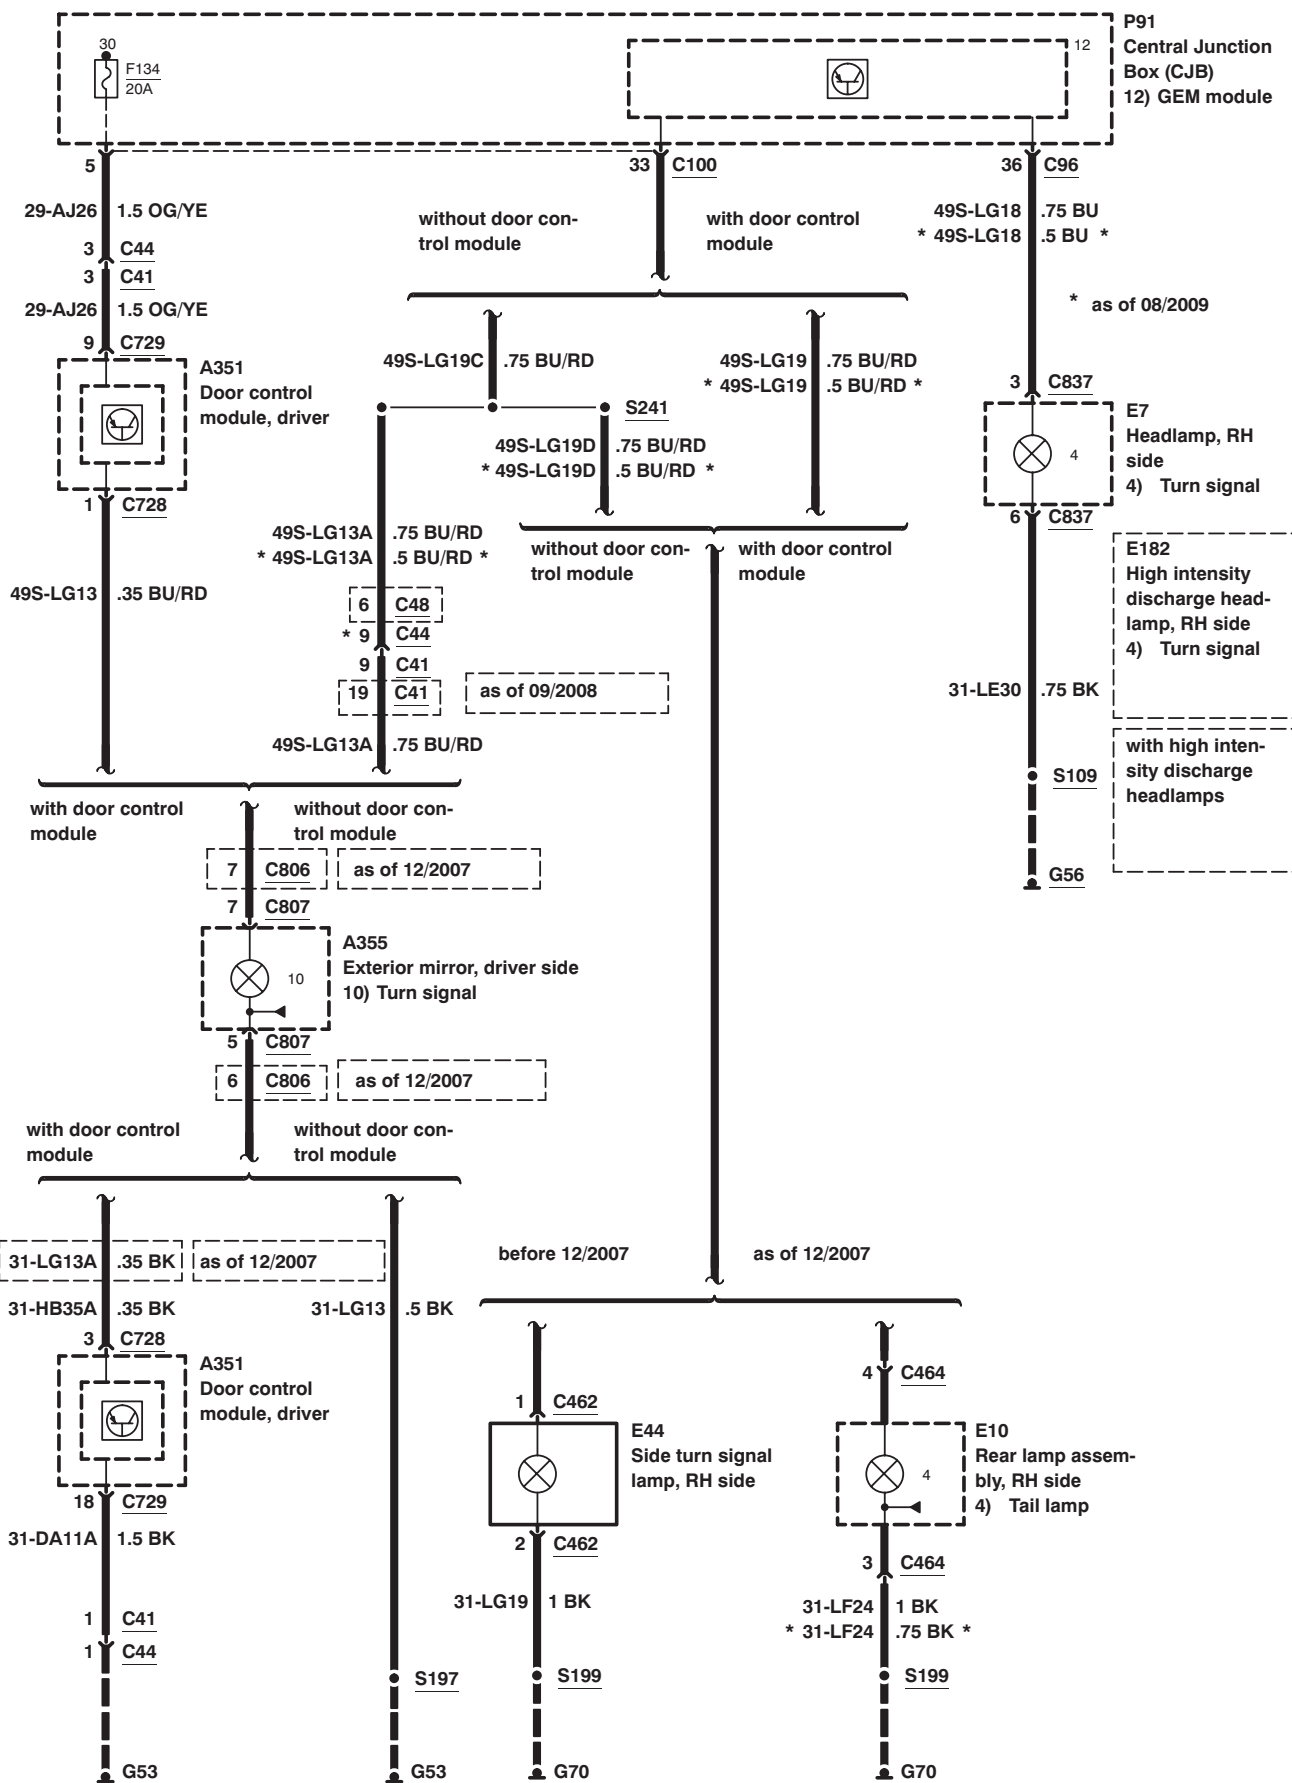 P91
Central Junction
Box (CJB)
12) GEM module
30
F134
20A
12
5
33 C100
36 C96
29-AJ26 1.5 OG/YE
without door con-
trol module
with door control
module
49S-LG18 .75 BU
* 49S-LG18 .5 BU *
3 C44
3 C41
29-AJ26 1.5 OG/YE
* as of 08/2009
9 C729
A351
Door control
module, driver
49S-LG19C .75 BU/RD
49S-LG19 .75 BU/RD
* 49S-LG19 .5 BU/RD *
3 C837
S241
E7
Headlamp, RH
side
4) Turn signal
4
49S-LG19D .75 BU/RD
* 49S-LG19D .5 BU/RD *
1 C728
6 C837
49S-LG13A .75 BU/RD
* 49S-LG13A .5 BU/RD *
without door con-
trol module
with door control
module
E182
High intensity
discharge head-
lamp, RH side
4) Turn signal
49S-LG13 .35 BU/RD
6 C48
* 9 C44
9 C41
19 C41
as of 09/2008
31-LE30 .75 BK
49S-LG13A .75 BU/RD
with high inten-
sity discharge
headlamps
S109
with door control
module
without door con-
trol module
7 C806
as of 12/2007
G56
7 C807
A355
Exterior mirror, driver side
10) Turn signal
10
5 C807
6 C806
as of 12/2007
with door control
module
without door con-
trol module
31-LG13A .35 BK
as of 12/2007
before 12/2007
as of 12/2007
31-HB35A .35 BK
31-LG13 .5 BK
3 C728
A351
Door control
module, driver
4 C464
1 C462
E44
Side turn signal
lamp, RH side
E10
Rear lamp assem-
bly, RH side
4) Tail lamp
4
18 C729
31-DA11A 1.5 BK
2 C462
3 C464
31-LG19 1 BK
31-LF24 1 BK
* 31-LF24 .75 BK *
1 C41
1 C44
S197
S199
S199
G53
G53
G70
G70